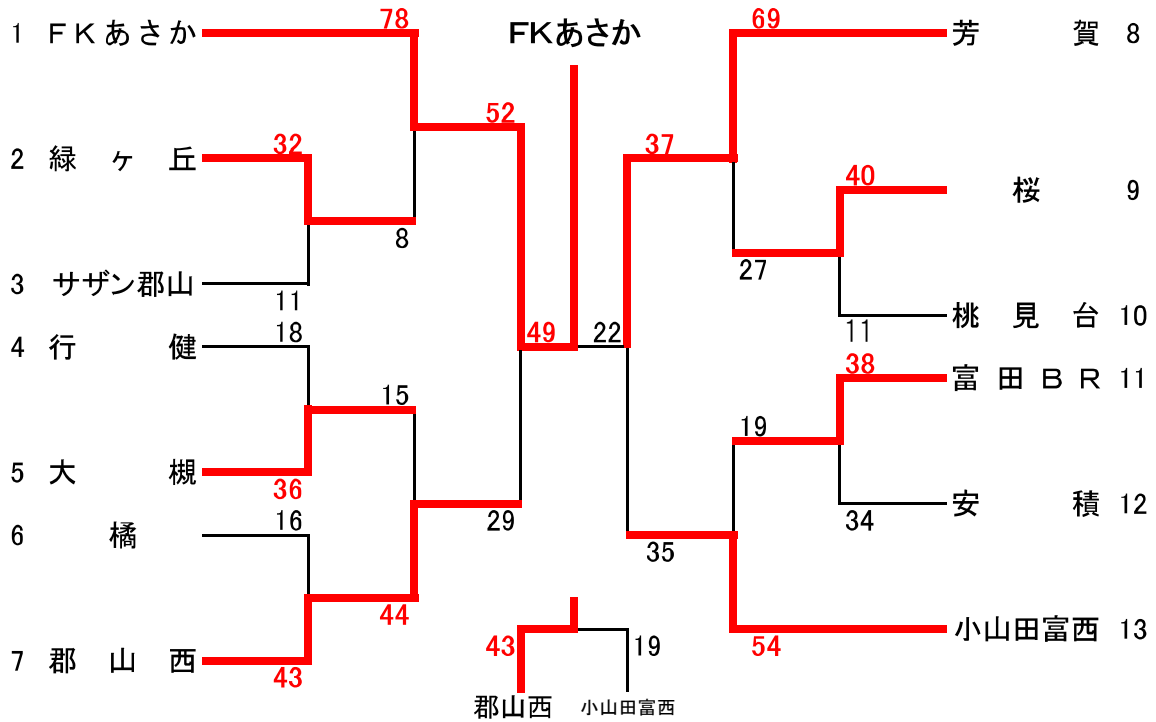 FKあさか
1 FKあさか
78
52
32
2 緑ヶ丘
8
3 サザン郡山
11
18
4 行健
15
5 大槻
36
16
6 橘
29
44
7 郡山西
43
49
22
69
芳賀 8
37
40
桜 9
27
桃見台 10
11
38
富田BR 11
19
安積 12
34
35
小山田富西 13
54
43
19
郡山西
小山田富西